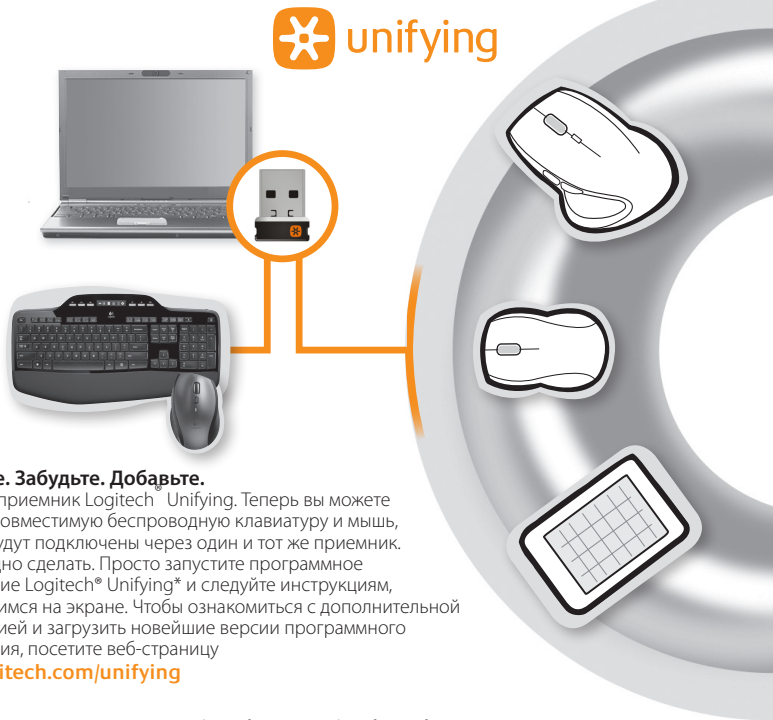 unifying
е. Забудьте. Добавьте.
приемник Logitech® Unifying. Теперь вы можете
овместимую беспроводную клавиатуру и мышь,
удут подключены через один и тот же приемник.
дно сделать. Просто запустите программное
ие Logitech® Unifying* и следуйте инструкциям,
имся на экране. Чтобы ознакомиться с дополнительной
ией и загрузить новейшие версии программного
ия, посетите веб-страницу
itech.com/unifying